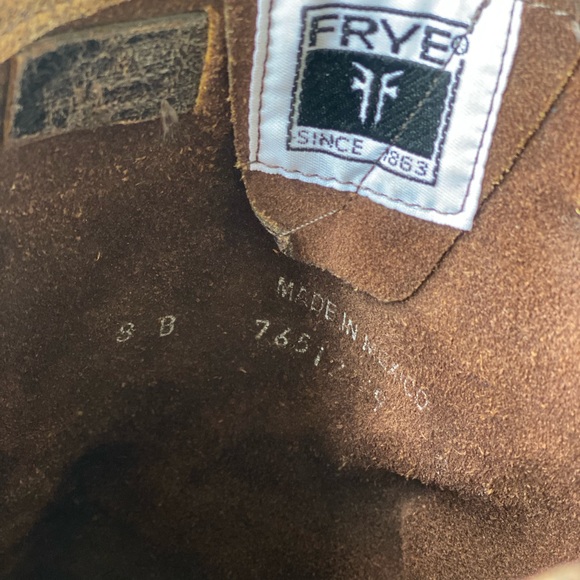 FRYE®
SINCE 1863
MADE IN MEXICO
8 B 7651